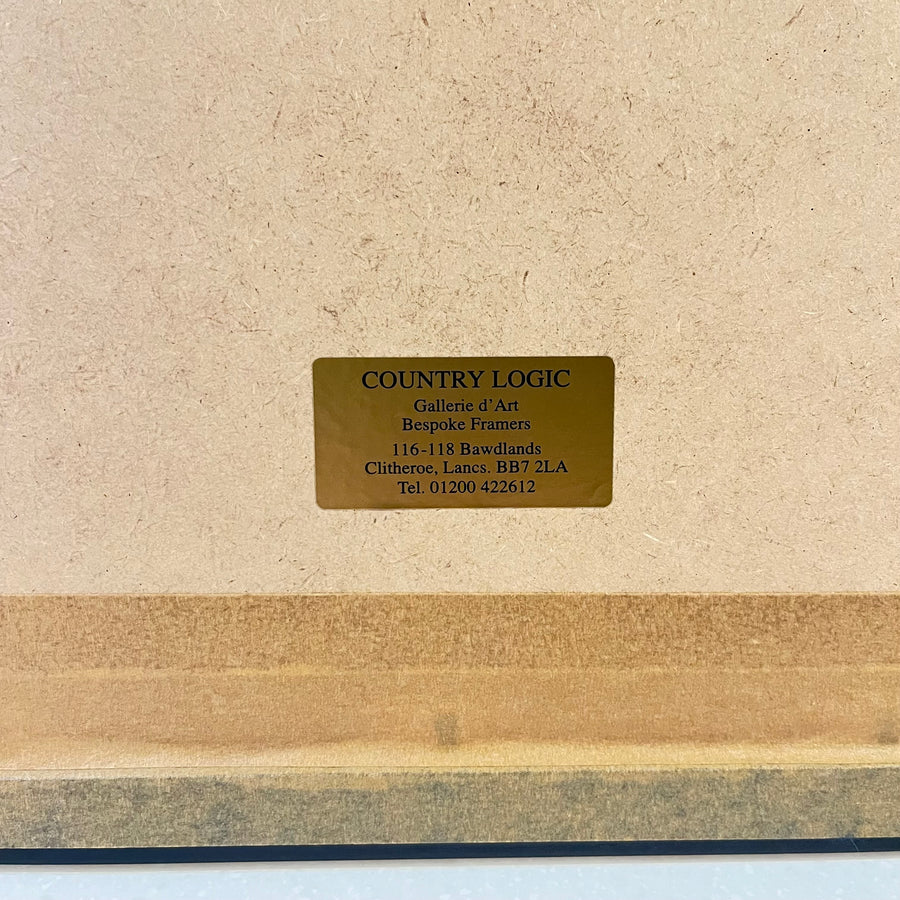 COUNTRY LOGIC
Gallerie d'Art
Bespoke Framers
116-118 Bawdlands
Clitheroe, Lancs. BB7 2LA
Tel. 01200 422612